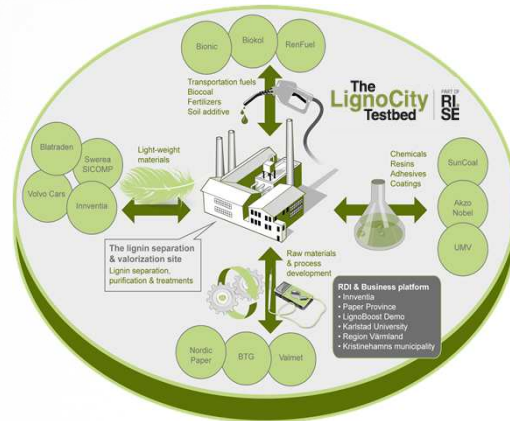 Bionic
Biokol
RenFuel
Transportation fuels
Biocoal
Fertilizers
Soil additive
The
LignoCity
Testbed
PART OF
RI.
SE
Blatraden
Swerea
SICOMP
Volvo Cars
Innventia
Light-weight
materials
Chemicals
Resins
Adhesives
Coatings
SunCoal
Akzo
Nobel
UMV
The lignin separation
& valorization site
Lignin separation,
purification & treatments
Raw materials
& process
development
RDI & Business platform
• Innventia
• Paper Province
• LignoBoost Demo
• Karlstad University
• Region Värmland
• Kristinehamns municipality
Nordic
Paper
BTG
Valmet